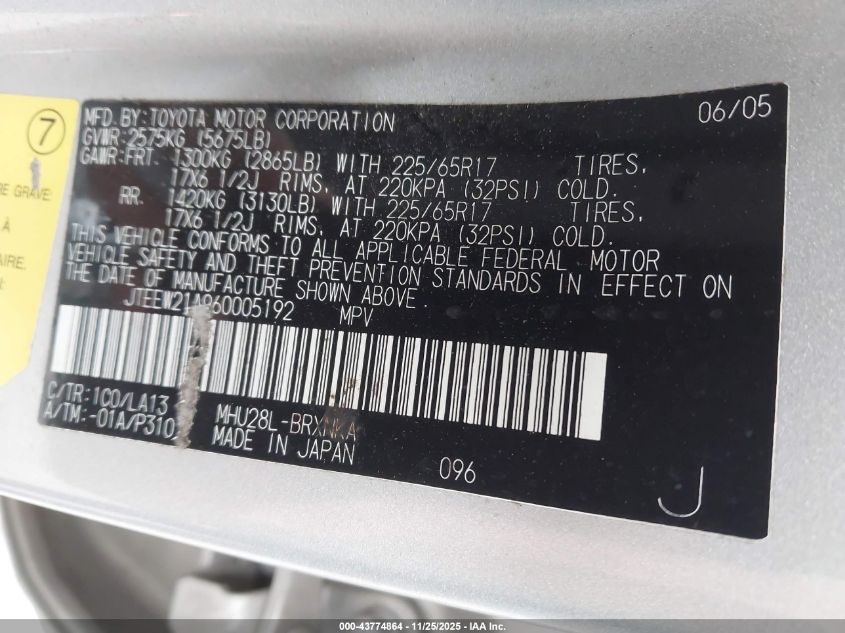 7
RE GRAVE
À
AIRE.
MFD. BY: TOYOTA MOTOR CORPORATION 06/05
GVWR: 2575KG (5675LB)
GAWR: FRT. 1300KG (2865LB) WITH 225/65R17 TIRES,
17X6 1/2J RIMS, AT 220KPA (32PSI) COLD.
RR. 1420KG (3130LB) WITH 225/65R17 TIRES,
17X6 1/2J RIMS, AT 220KPA (32PSI) COLD.
THIS VEHICLE CONFORMS TO ALL APPLICABLE FEDERAL MOTOR
VEHICLE SAFETY AND THEFT PREVENTION STANDARDS IN EFFECT ON
THE DATE OF MANUFACTURE SHOWN ABOVE.
MPV
C/TR: 1C0/LA13
A/TM: -01A/P310 MHU28L-BRXNKA
MADE IN JAPAN
096
J
000-43774864 - 11/25/2025 - IAA Inc.